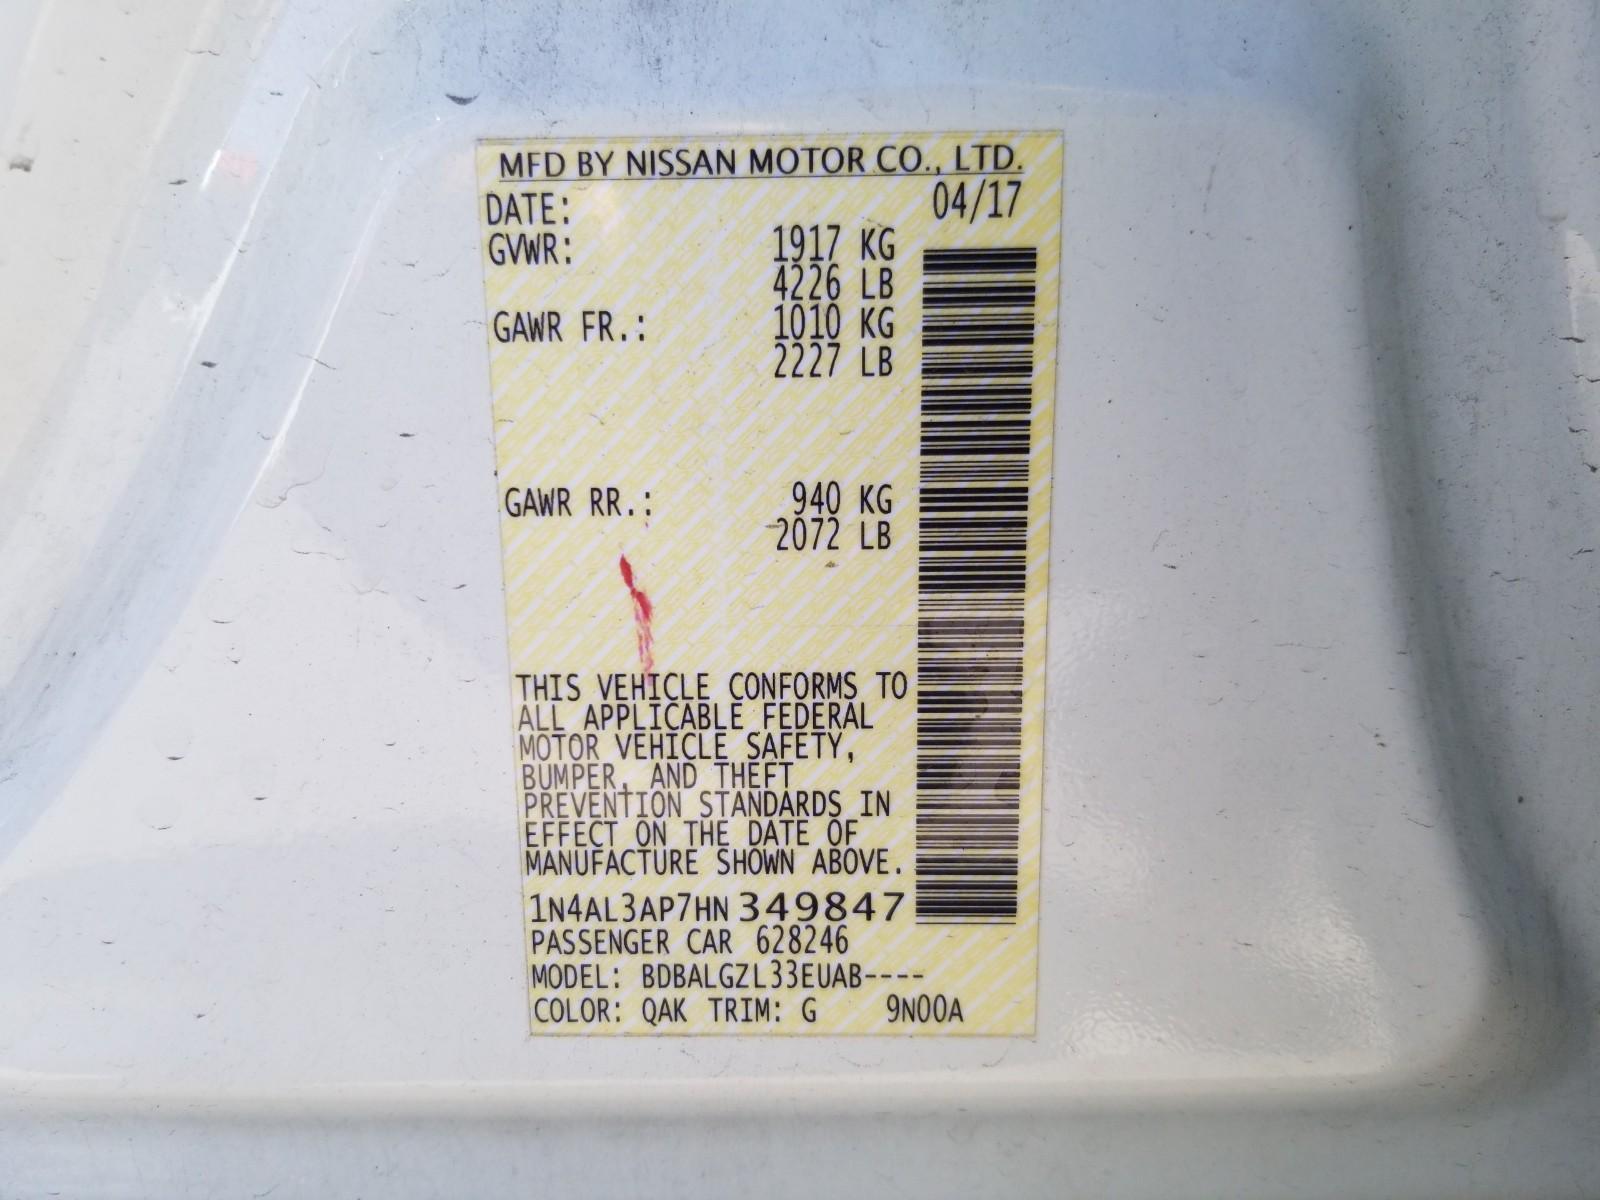 MFD BY NISSAN MOTOR CO., LTD.
DATE: 04/17
GVWR: 1917 KG
4226 LB
GAWR FR.: 1010 KG
2227 LB
GAWR RR.: 940 KG
2072 LB
THIS VEHICLE CONFORMS TO
ALL APPLICABLE FEDERAL
MOTOR VEHICLE SAFETY,
BUMPER, AND THEFT
PREVENTION STANDARDS IN
EFFECT ON THE DATE OF
MANUFACTURE SHOWN ABOVE.
1N4AL3AP7HN349847
PASSENGER CAR 628246
MODEL: BDBALGZL33EUAB----
COLOR: QAK TRIM: G 9N00A